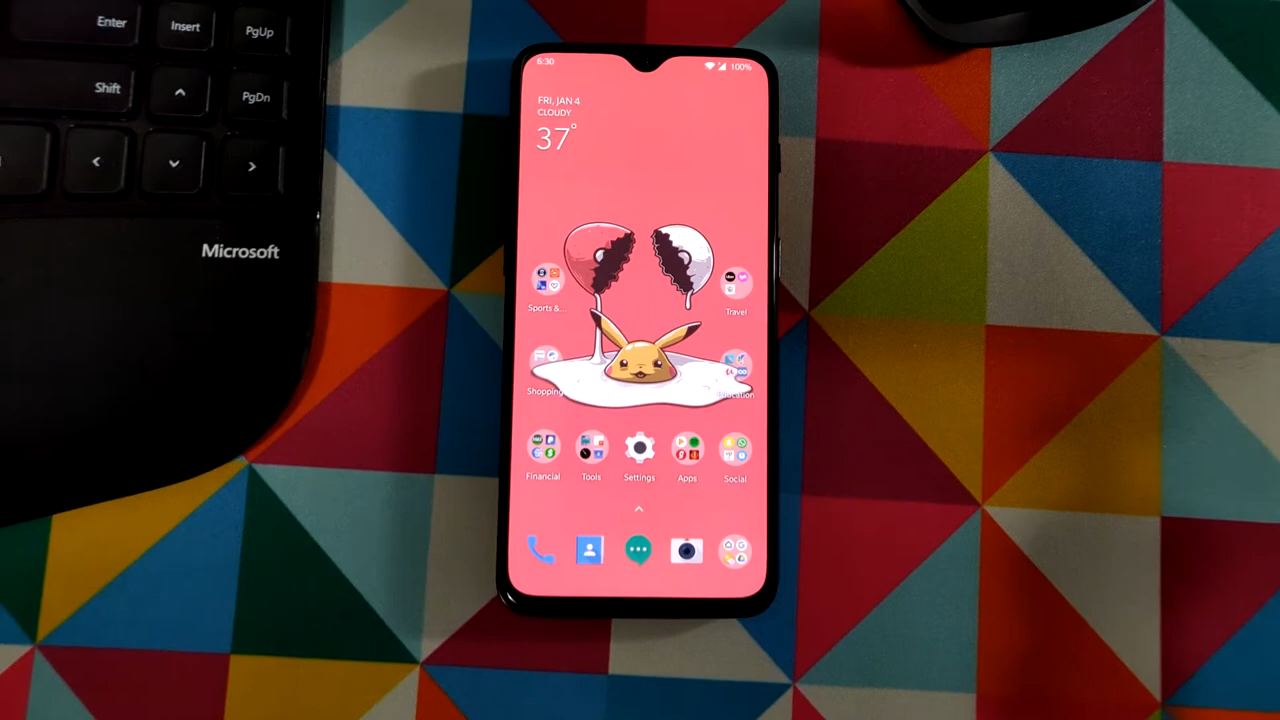 Enter
Insert
PgUp
Shift
PgDn
Microsoft
6:30
100%
FRI, JAN 4
CLOUDY
37°
Sports &...
Travel
Shopping
Education
Financial
Tools
Settings
Apps
Social